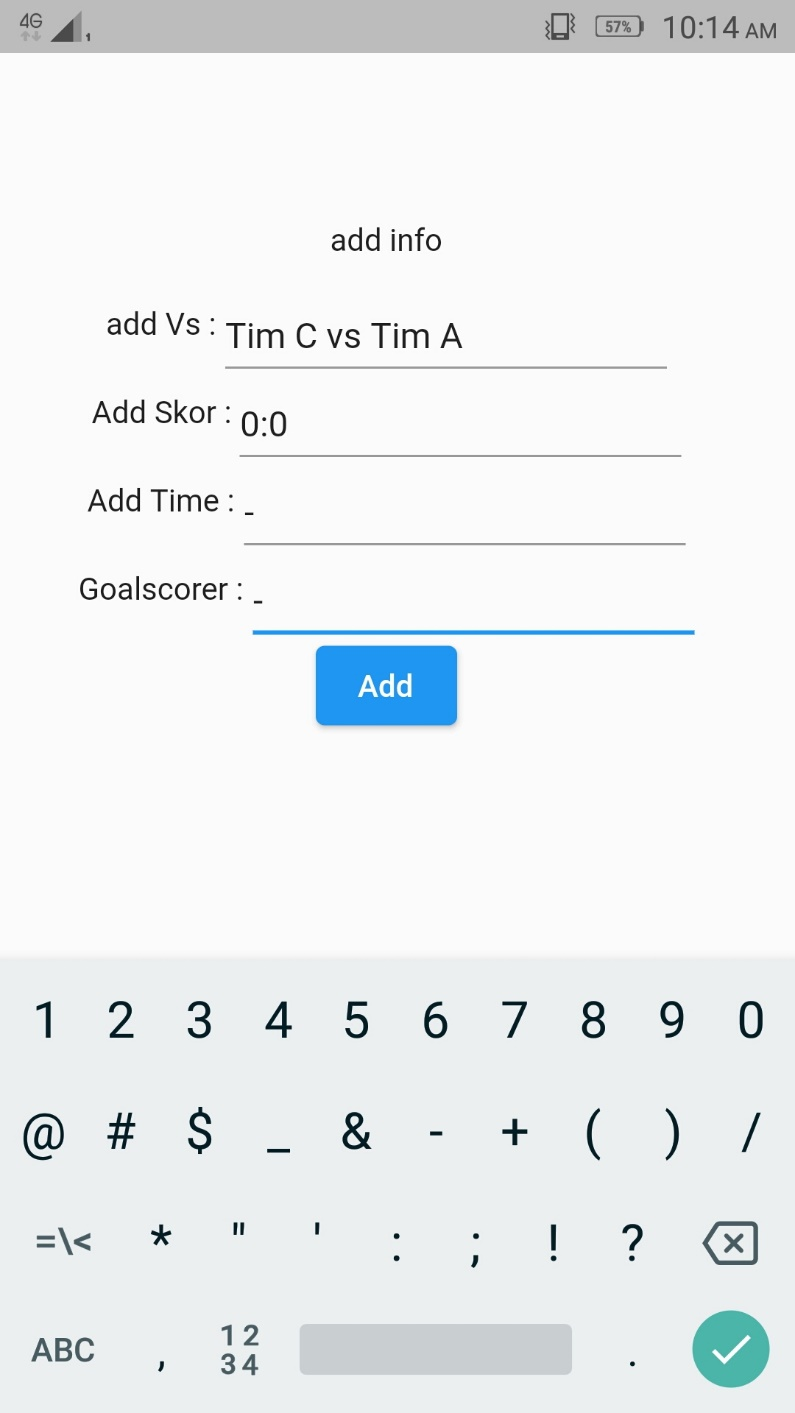 4G 1 57% 10:14 AM
add info
add Vs : Tim C vs Tim A
Add Skor : 0:0
Add Time : -
Goalscorer : -
Add
1 2 3 4 5 6 7 8 9 0
@ # $ _ & - + ( ) /
=\< * " ' : ; ! ?
ABC , 12 34 .